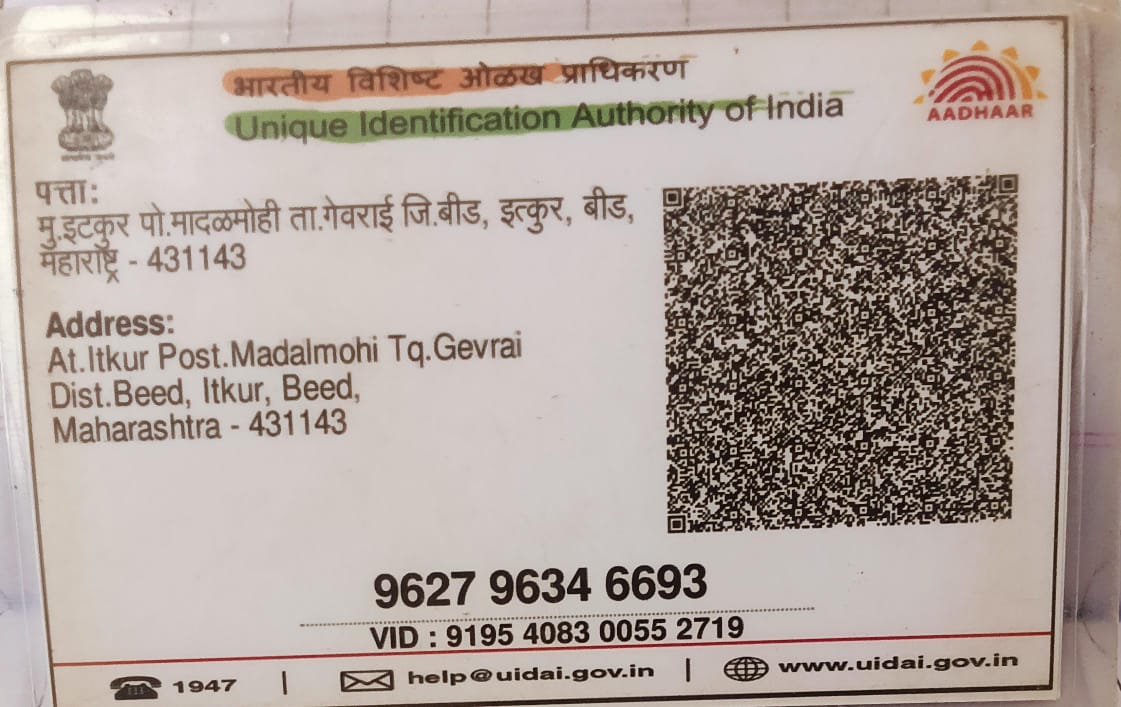 भारतीय विशिष्ट ओळख प्राधिकरण
Unique Identification Authority of India
AADHAAR
पत्ता:
मु.इटकुर पो.मादळमोही ता.गेवराई जि.बीड, इत्कुर, बीड,
महाराष्ट्र - 431143
Address:
At.Itkur Post.Madalmohi Tq.Gevrai
Dist.Beed, Itkur, Beed,
Maharashtra - 431143
9627 9634 6693
VID : 9195 4083 0055 2719
1947 | help@uidai.gov.in | www.uidai.gov.in